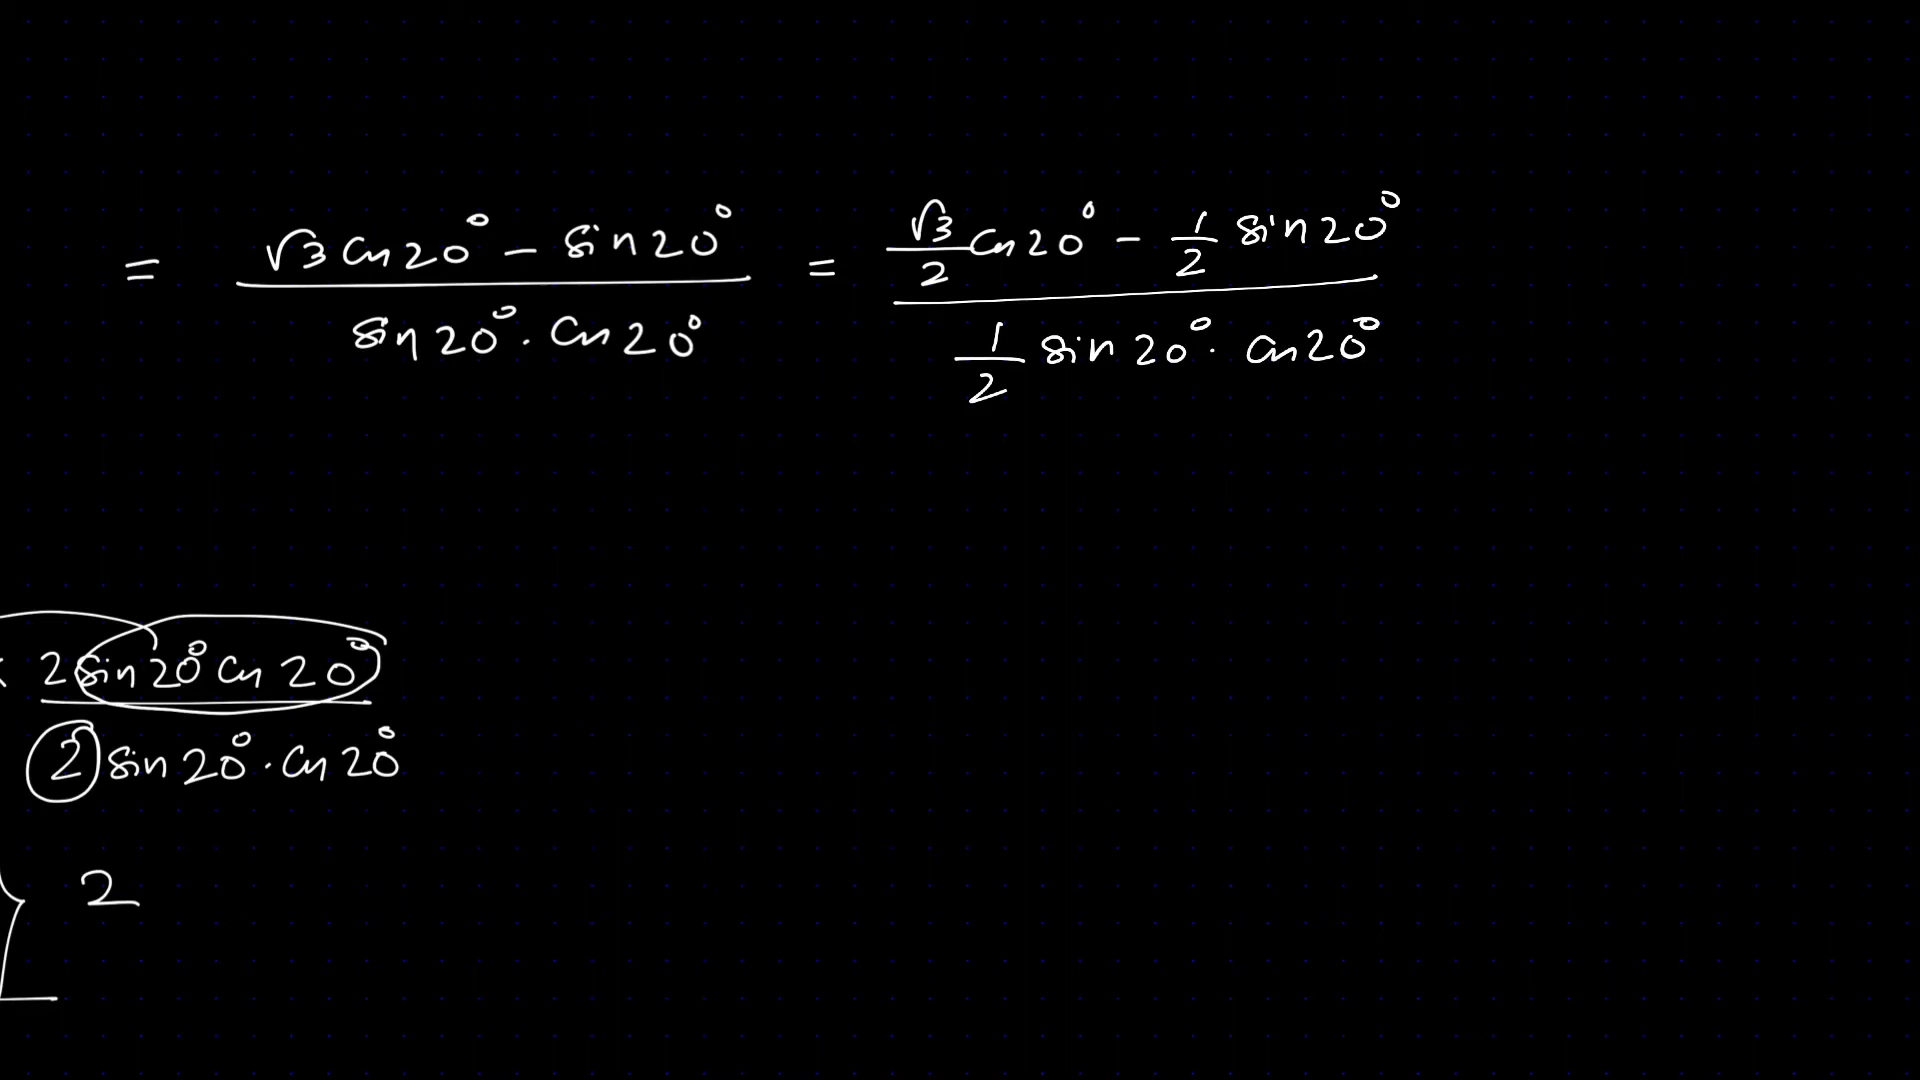 = (√3 cos 20° − sin 20°) / (sin 20° · cos 20°) = (√3/2 cos 20° − 1/2 sin 20°) / (1/2 sin 20° · cos 20°)
2 sin 20° cos 20° / 2 sin 20° · cos 20°
2